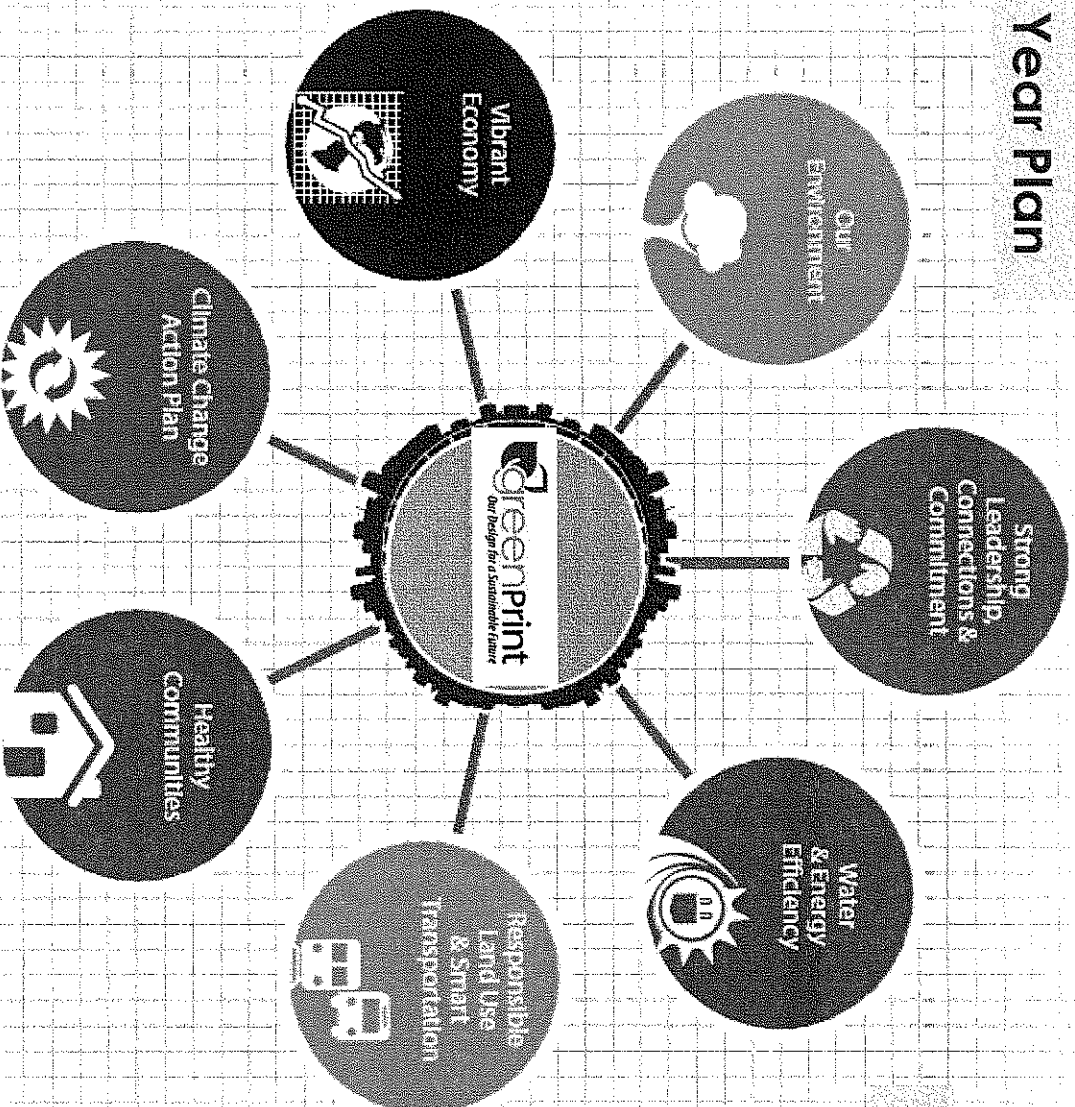 Year Plan
Strong
Leadership,
Connections &
Commitment
Water
& Energy
Efficiency
Responsible
Land Use
& Smart
Transportation
Healthy
Communities
Climate Change
Action Plan
Vibrant
Economy
Our
Environment
GreenPrint
Our Design for a Sustainable Future